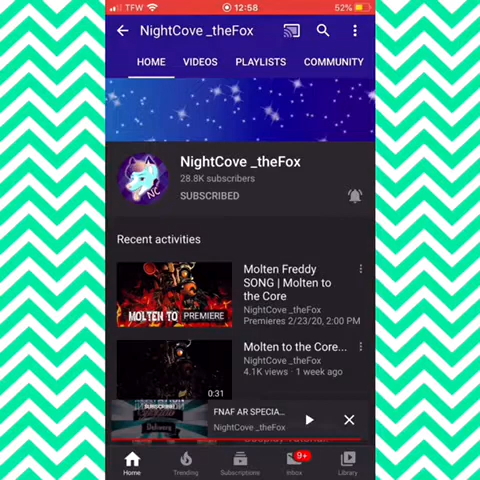 TFW 12:58 52%
NightCove _theFox
HOME VIDEOS PLAYLISTS COMMUNITY
NC
NightCove _theFox
28.8K subscribers
SUBSCRIBED
Recent activities
MOLTEN TO PREMIERE
Molten Freddy
SONG | Molten to
the Core
NightCove _theFox
Premieres 2/23/20, 2:00 PM
0:31
Molten to the Core...
NightCove _theFox
4.1K views · 1 week ago
SUBSCRIBE
Delivery
FNAF AR SPECIA...
NightCove _theFox
9+
Home Trending Subscriptions Inbox Library